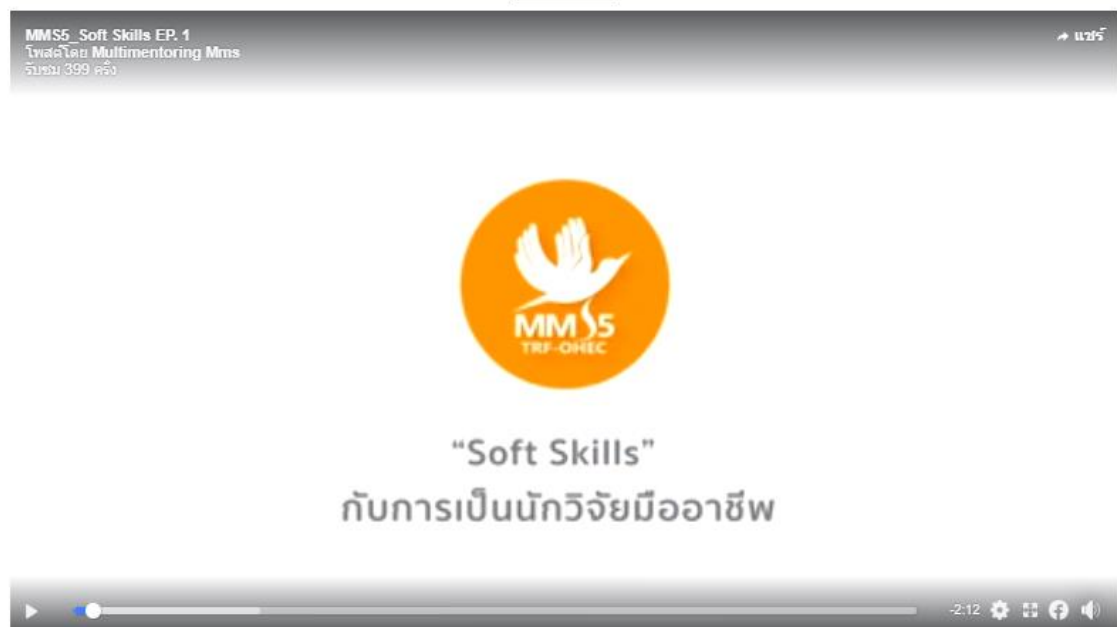 MMS5_Soft Skills EP. 1
โพสต์โดย Multimentoring Mms
รับชม 399 ครั้ง
แชร์
MMS5
TRF-OHEC
“Soft Skills”
กับการเป็นนักวิจัยมืออาชีพ
-2:12